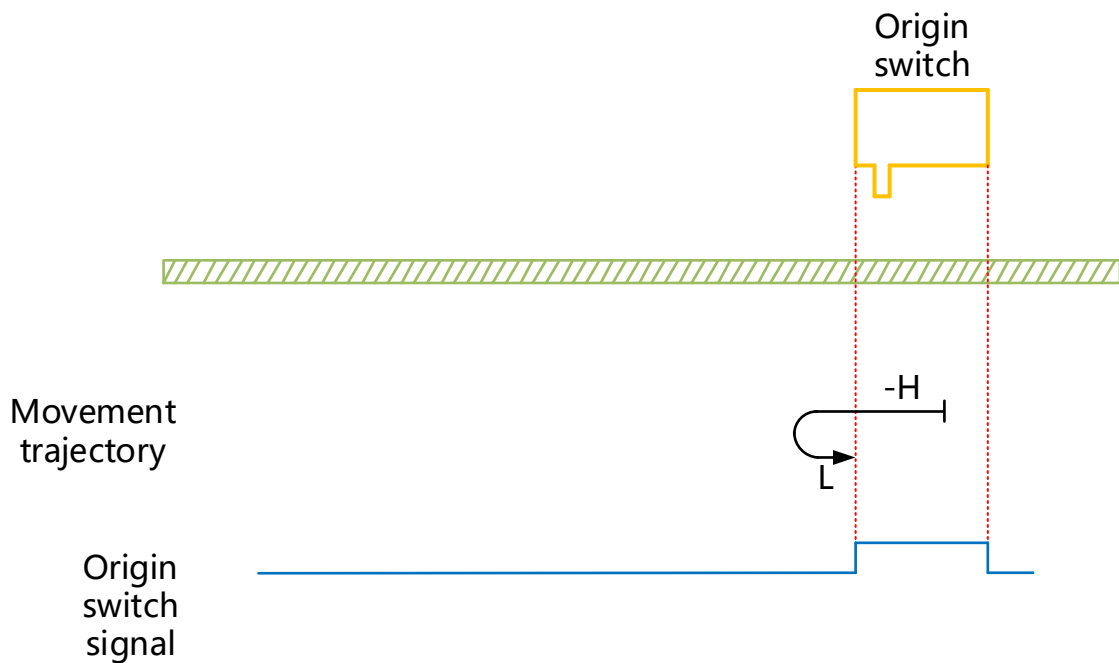 Origin
switch
-H
Movement
trajectory
L
Origin
switch
signal